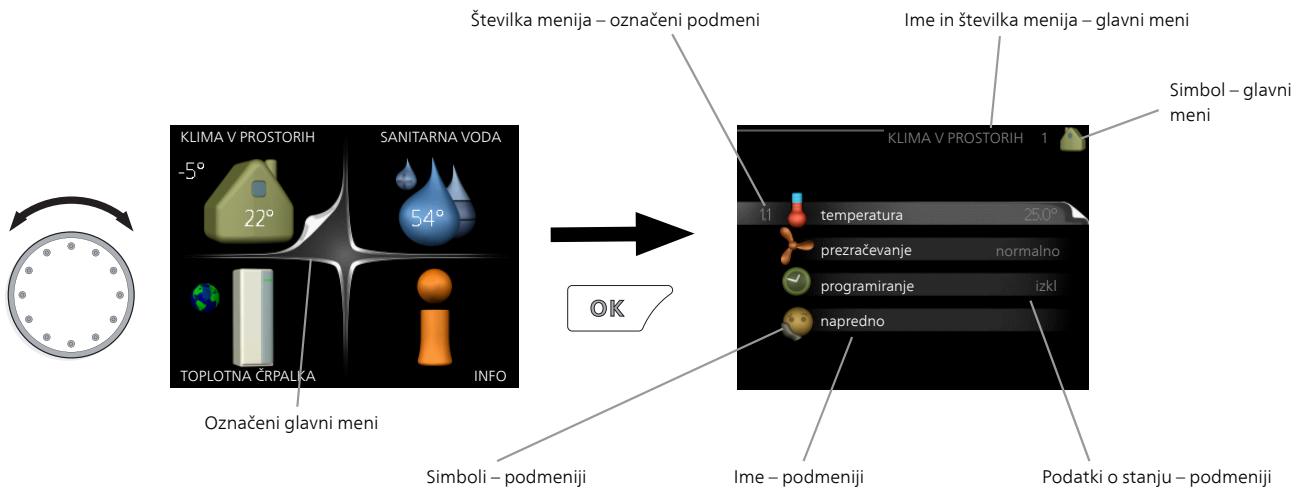 Številka menija – označeni podmeni
Ime in številka menija – glavni meni
Simbol – glavni
meni
KLIMA V PROSTORIH
SANITARNA VODA
-5°
22°
54°
TOPLOTNA ČRPALKA
INFO
Označeni glavni meni
OK
KLIMA V PROSTORIH 1
1.1 temperatura 25.0°
prezračevanje normalno
programiranje izkl
napredno
Simboli – podmeniji
Ime – podmeniji
Podatki o stanju – podmeniji